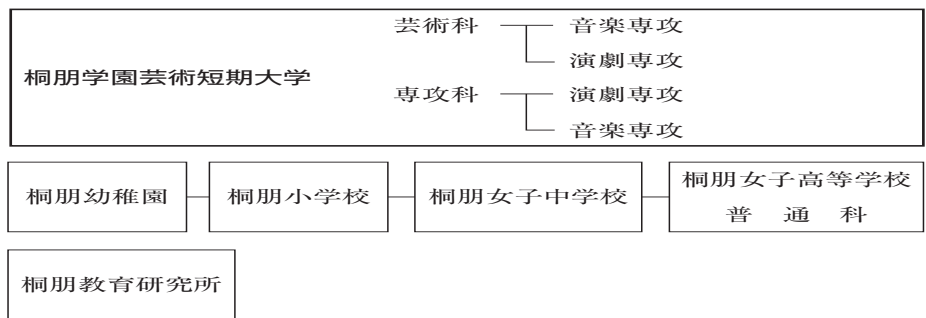 芸術科 音楽専攻
演劇専攻
桐朋学園芸術短期大学
専攻科 演劇専攻
音楽専攻
桐朋幼稚園 桐朋小学校 桐朋女子中学校 桐朋女子高等学校
普通科
桐朋教育研究所